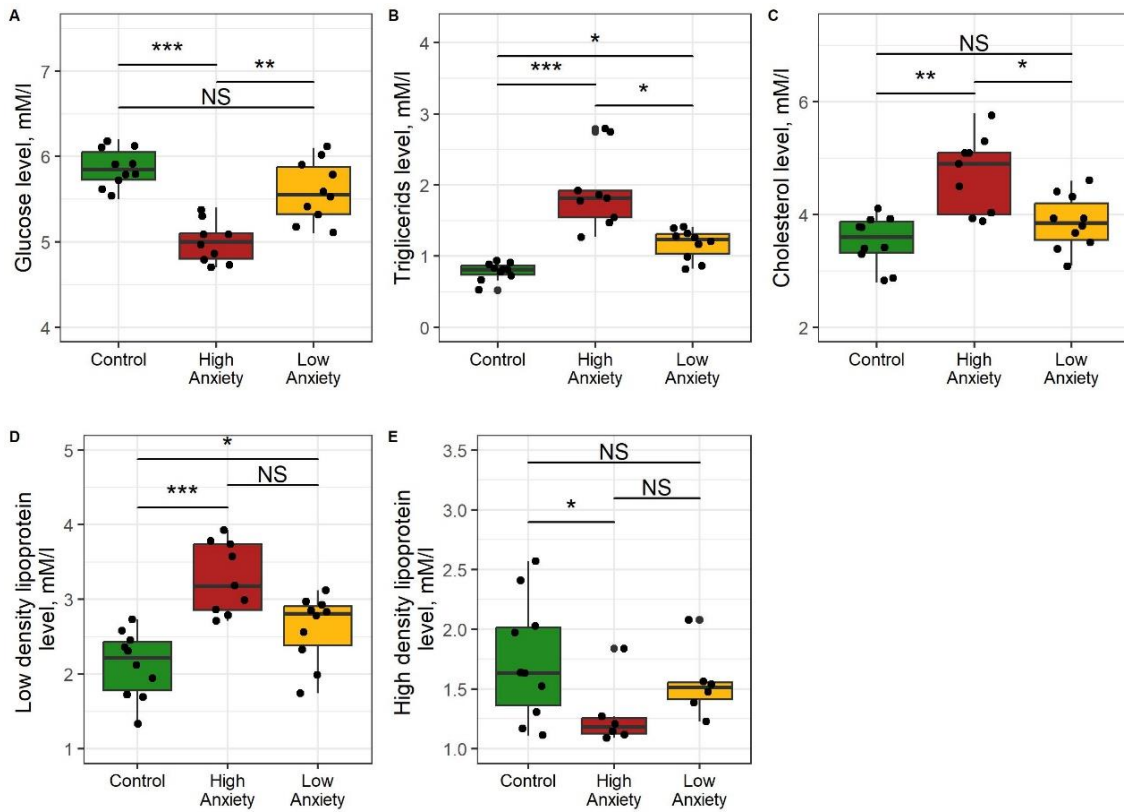 A
Glucose level, mM/l
7
6
5
4
***
**
NS
Control
High
Anxiety
Low
Anxiety
B
Triglicerids level, mM/l
4
3
2
1
0
*
***
*
Control
High
Anxiety
Low
Anxiety
C
Cholesterol level, mM/l
6
4
2
NS
**
*
Control
High
Anxiety
Low
Anxiety
D
Low density lipoprotein
level, mM/l
5
4
3
2
1
*
NS
***
Control
High
Anxiety
Low
Anxiety
E
High density lipoprotein
level, mM/l
3.5
3.0
2.5
2.0
1.5
1.0
NS
NS
*
Control
High
Anxiety
Low
Anxiety